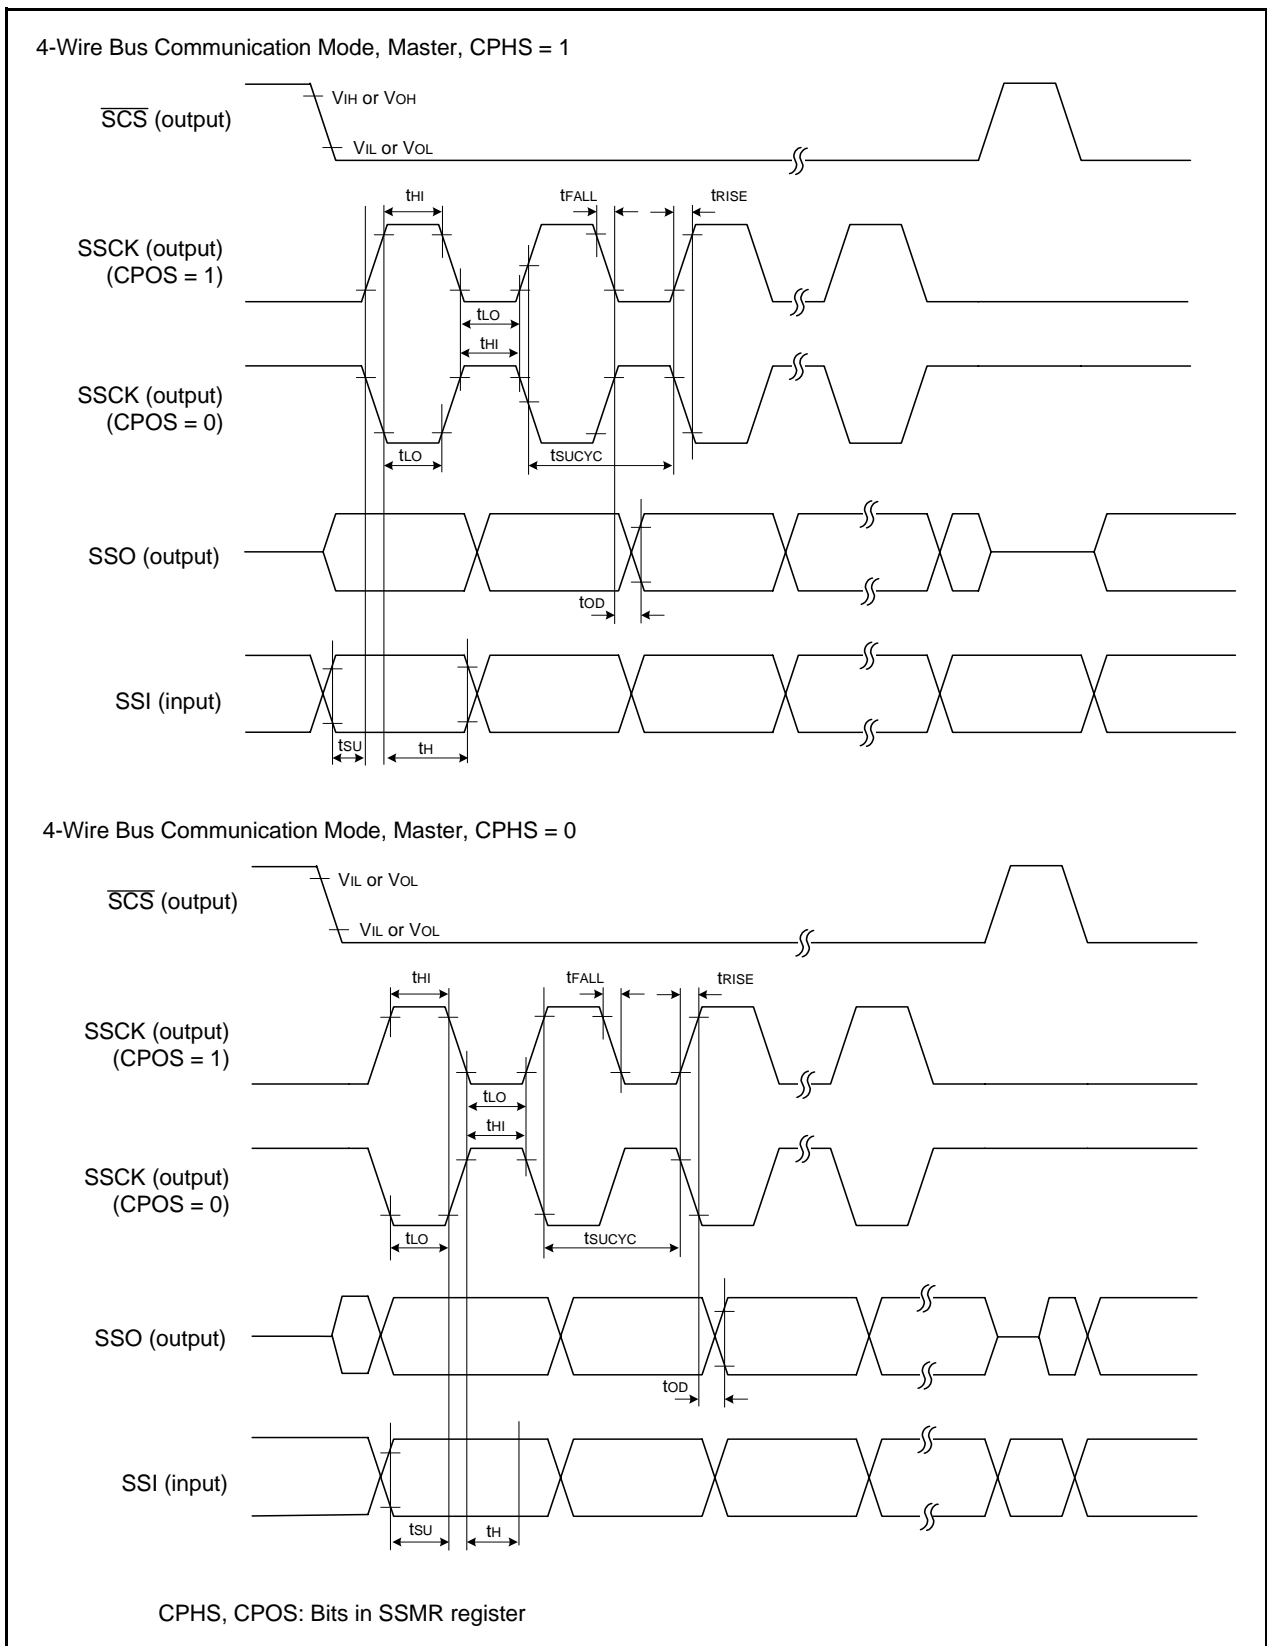 4-Wire Bus Communication Mode, Master, CPHS = 1
SCS (output)
VIH or VOH
VIL or VOL
tHI
tFALL
tRISE
SSCK (output)
(CPOS = 1)
tLO
tHI
SSCK (output)
(CPOS = 0)
tLO
tSUCYC
SSO (output)
tOD
SSI (input)
tSU
tH
4-Wire Bus Communication Mode, Master, CPHS = 0
SCS (output)
VIL or VOL
VIL or VOL
tHI
tFALL
tRISE
SSCK (output)
(CPOS = 1)
tLO
tHI
SSCK (output)
(CPOS = 0)
tLO
tSUCYC
SSO (output)
tOD
SSI (input)
tSU
tH
CPHS, CPOS: Bits in SSMR register